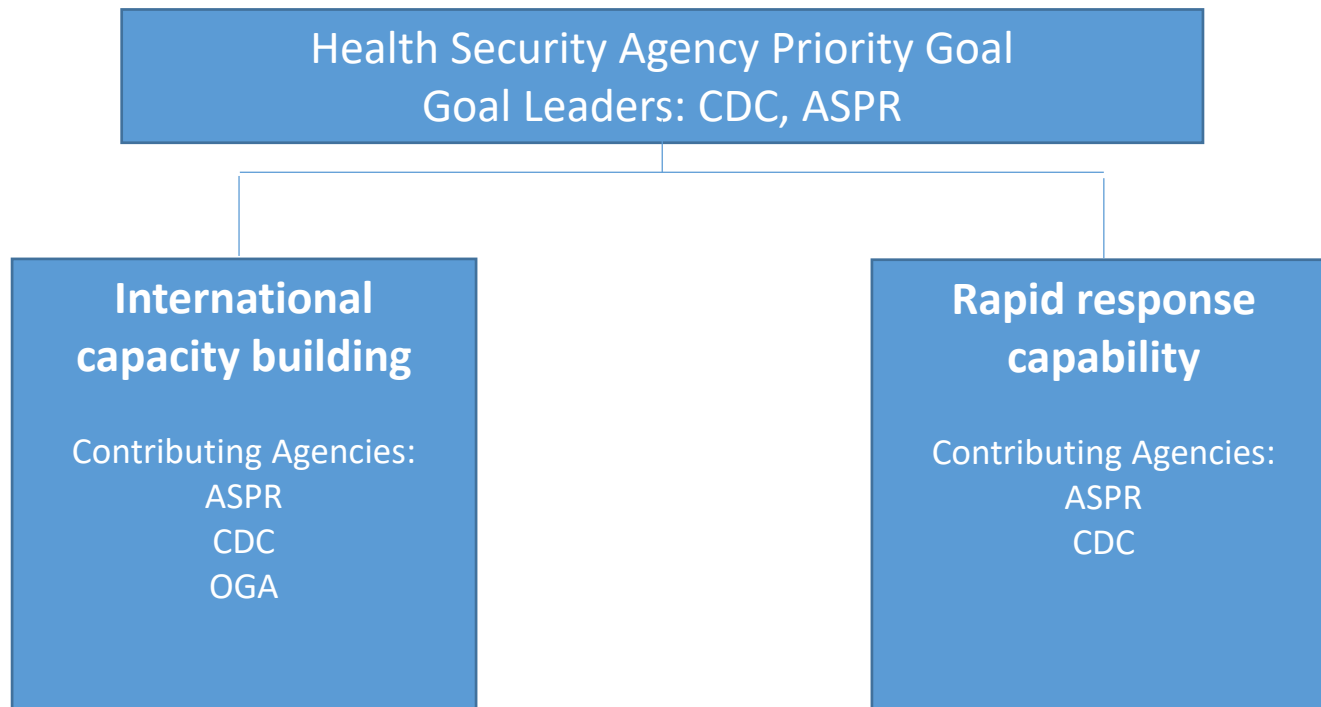 Health Security Agency Priority Goal
Goal Leaders: CDC, ASPR
International
capacity building
Contributing Agencies:
ASPR
CDC
OGA
Rapid response
capability
Contributing Agencies:
ASPR
CDC